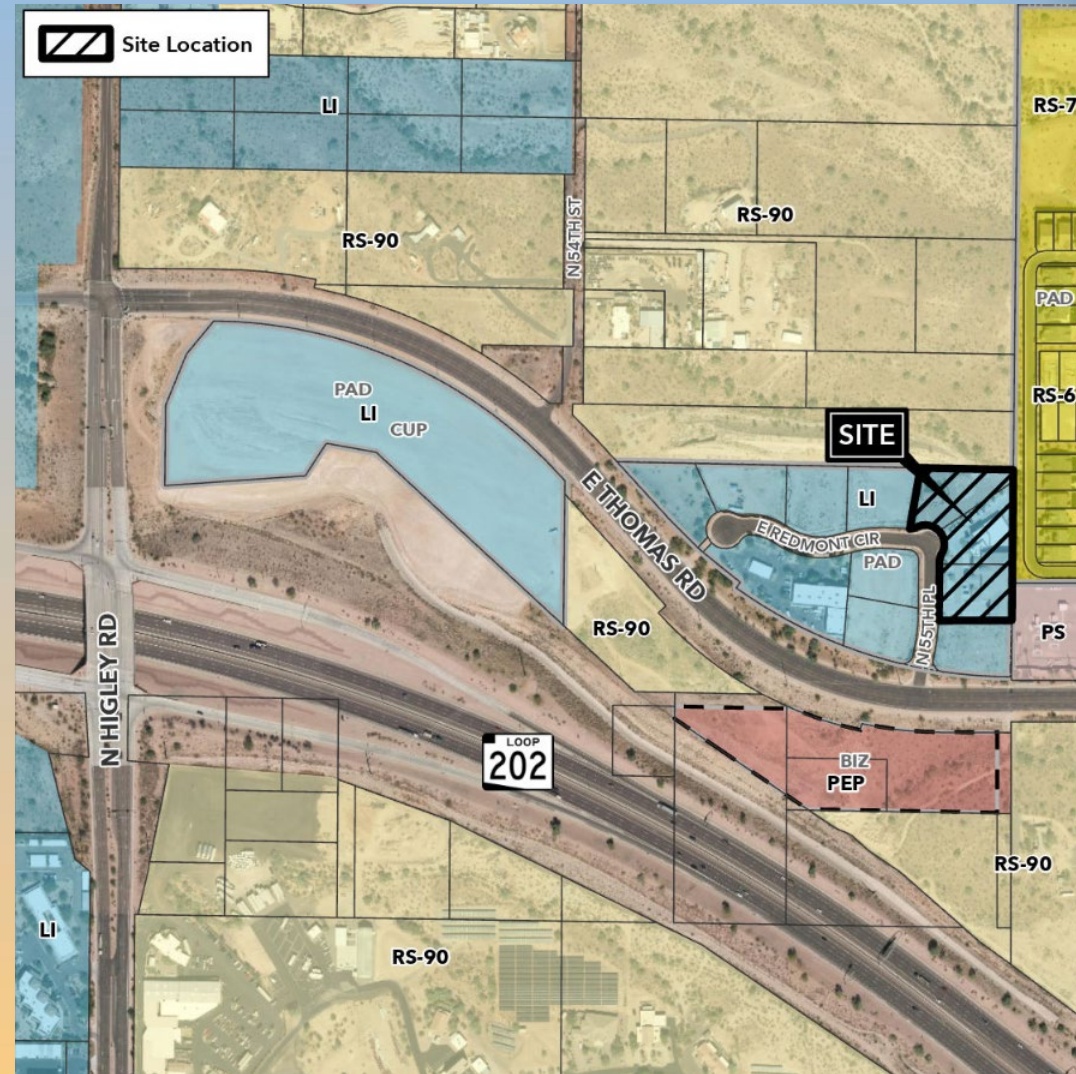 Site Location
LI
RS-7
RS-90
RS-90
N 54TH ST
PAD
PAD
LI
CUP
RS-6
SITE
LI
E THOMAS RD
E REDMONT CIR
PAD
N 55TH PL
RS-90
PS
N HIGLEY RD
LOOP
202
BIZ
PEP
RS-90
LI
RS-90